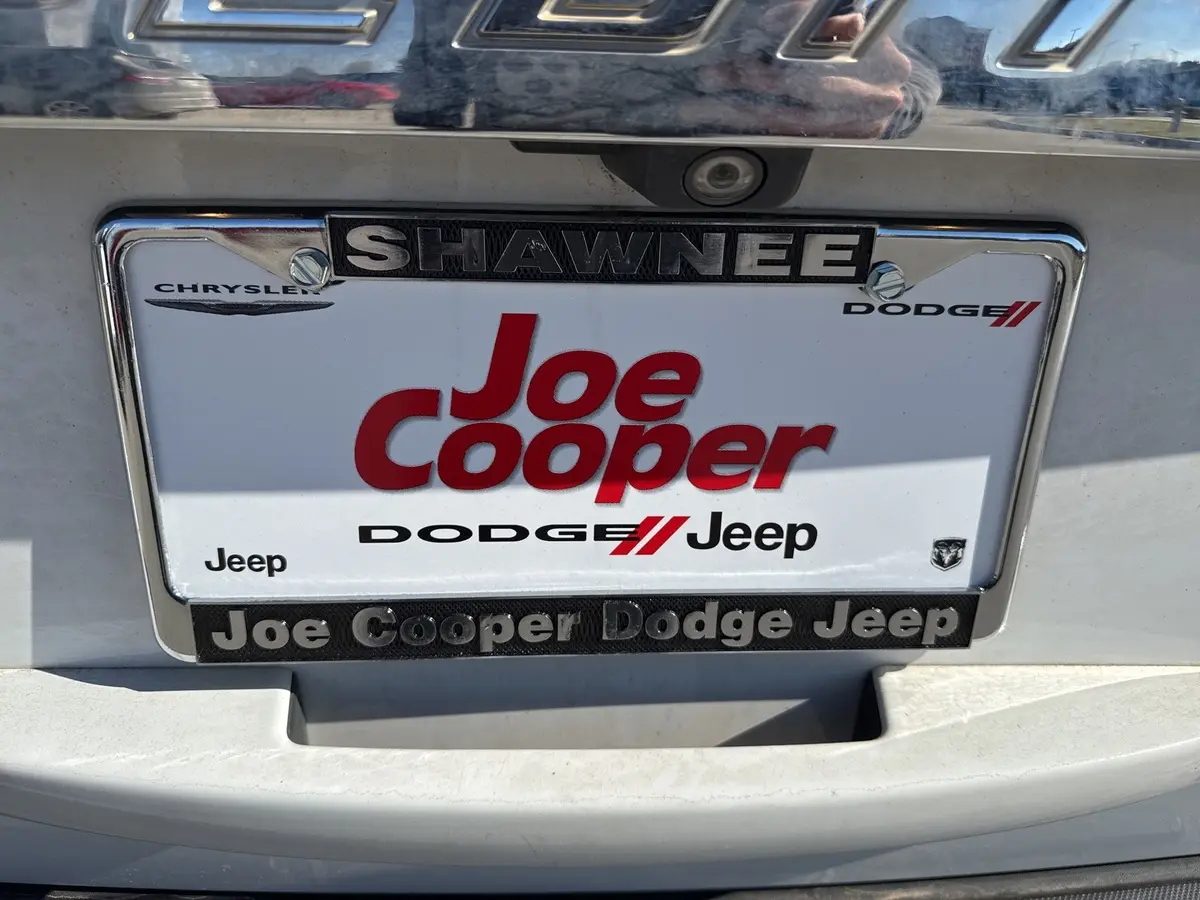 SHAWNEE
CHRYSLER
DODGE
Joe
Cooper
DODGE Jeep
Jeep
Joe Cooper Dodge Jeep